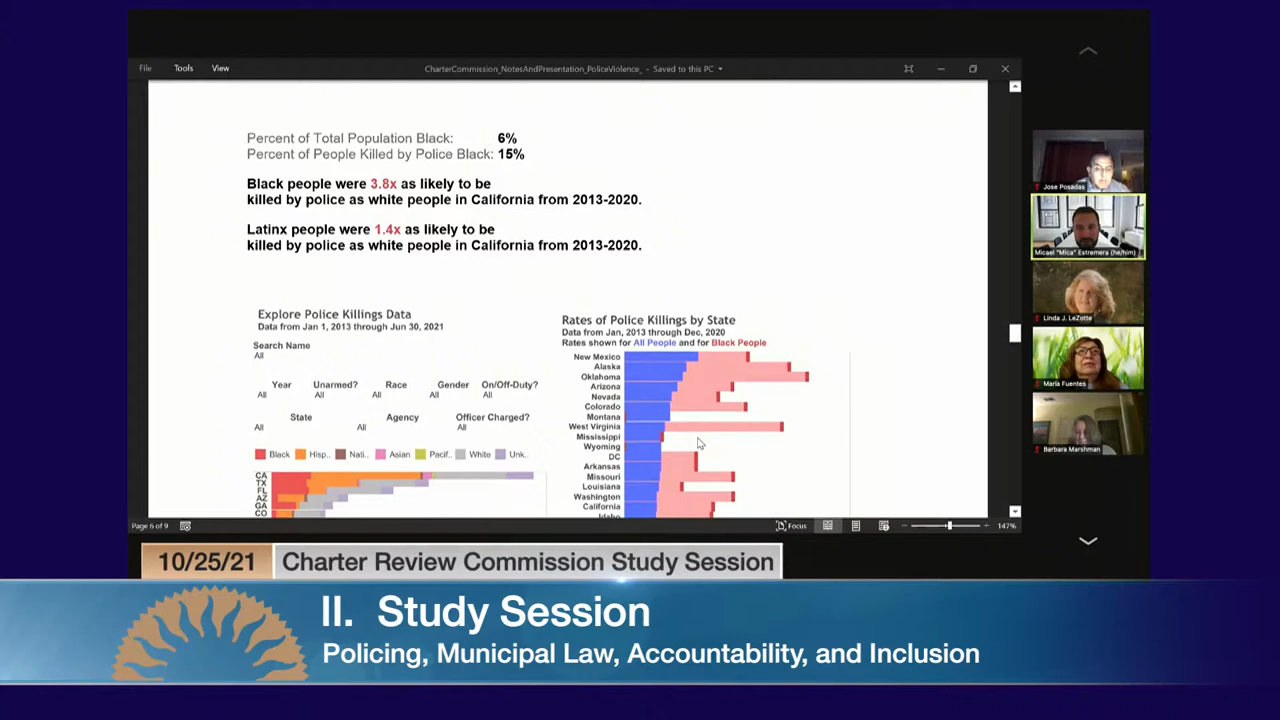 File Tools View CharterCommission_NotesAndPresentation_PoliceViolence_ - Saved to this PC
Percent of Total Population Black: 6%
Percent of People Killed by Police Black: 15%
Black people were 3.8x as likely to be
killed by police as white people in California from 2013-2020.
Latinx people were 1.4x as likely to be
killed by police as white people in California from 2013-2020.
Explore Police Killings Data
Data from Jan 1, 2013 through Jun 30, 2021
Search Name
All
Year Unarmed? Race Gender On/Off-Duty?
All All All All All
State Agency Officer Charged?
All All All
Black Hisp.. Nati.. Asian Pacif.. White Unk..
CA
TX
FL
AZ
GA
CO
Rates of Police Killings by State
Data from Jan, 2013 through Dec, 2020
Rates shown for All People and for Black People
New Mexico
Alaska
Oklahoma
Arizona
Nevada
Colorado
Montana
West Virginia
Mississippi
Wyoming
DC
Arkansas
Missouri
Louisiana
Washington
California
Idaho
Page 6 of 9 Focus 147%
Jose Posadas
Micael "Mica" Estremera (he/him)
Linda J. LeZotte
Maria Fuentes
Barbara Marshman
10/25/21 Charter Review Commission Study Session
II. Study Session
Policing, Municipal Law, Accountability, and Inclusion